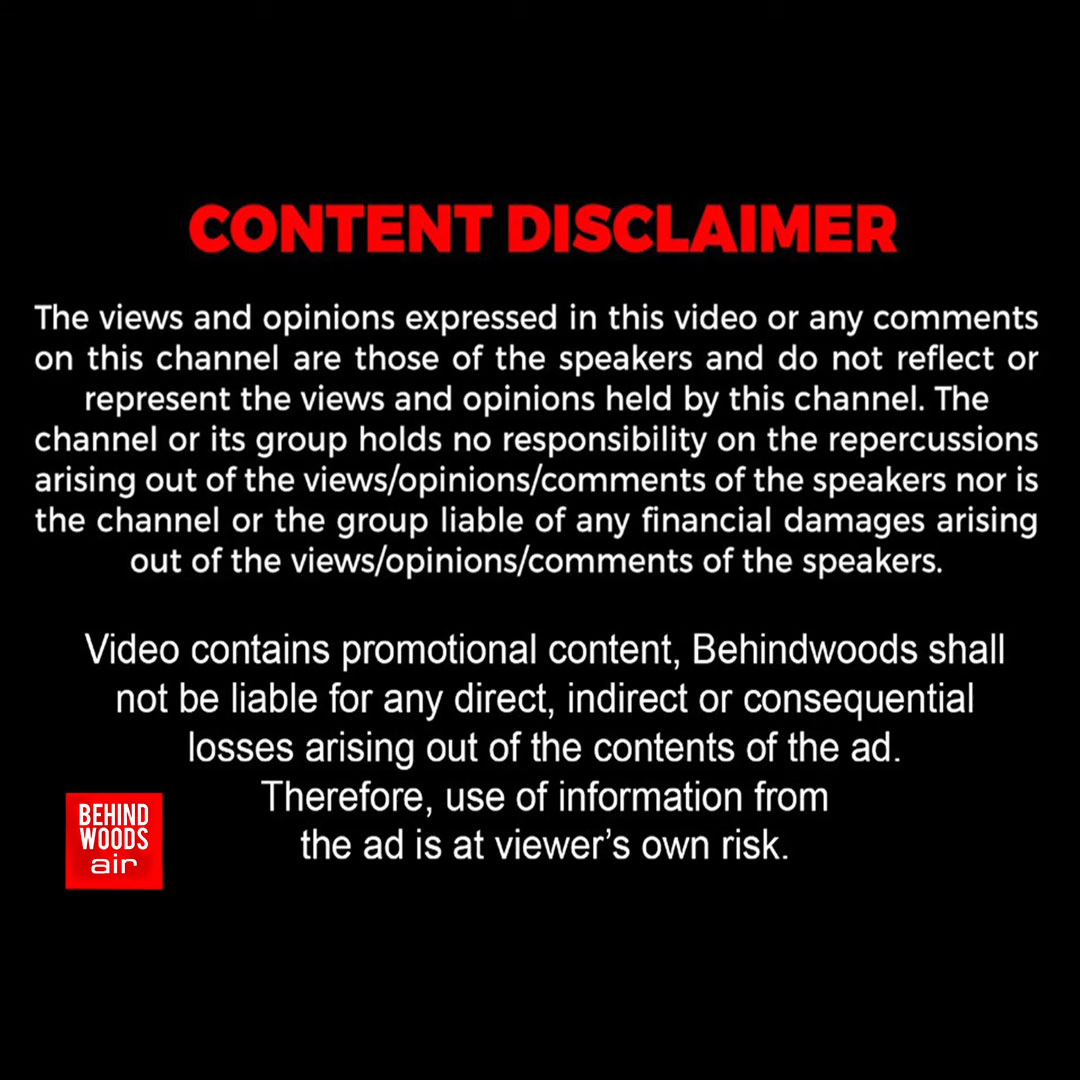 CONTENT DISCLAIMER
The views and opinions expressed in this video or any comments
on this channel are those of the speakers and do not reflect or
represent the views and opinions held by this channel. The
channel or its group holds no responsibility on the repercussions
arising out of the views/opinions/comments of the speakers nor is
the channel or the group liable of any financial damages arising
out of the views/opinions/comments of the speakers.
Video contains promotional content, Behindwoods shall
not be liable for any direct, indirect or consequential
losses arising out of the contents of the ad.
Therefore, use of information from
the ad is at viewer’s own risk.
BEHIND
WOODS
air